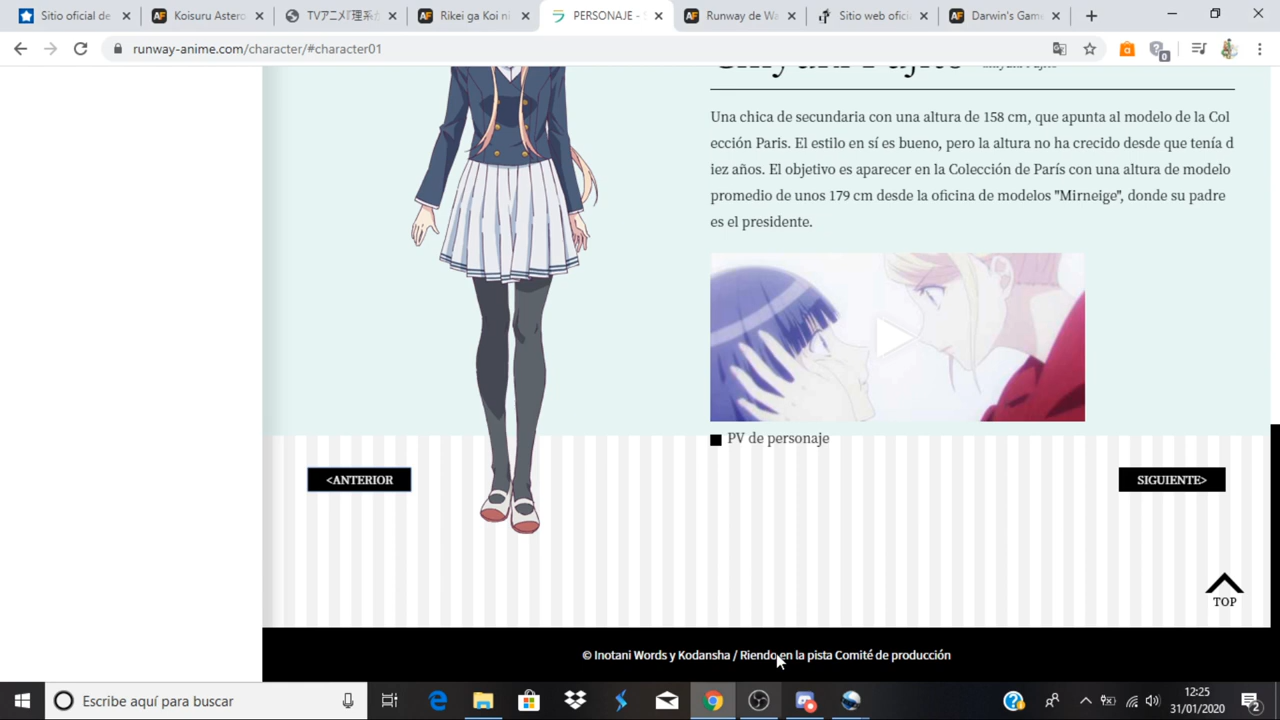 Sitio oficial de
Koisuru Astero
TVアニメ『理系が
Rikei ga Koi ni
PERSONAJE -
Runway de Wa
Sitio web ofici
Darwin's Game
runway-anime.com/character/#character01
Una chica de secundaria con una altura de 158 cm, que apunta al modelo de la Col
ección Paris. El estilo en sí es bueno, pero la altura no ha crecido desde que tenía d
iez años. El objetivo es aparecer en la Colección de París con una altura de modelo
promedio de unos 179 cm desde la oficina de modelos "Mirneige", donde su padre
es el presidente.
PV de personaje
<ANTERIOR
SIGUIENTE>
TOP
© Inotani Words y Kodansha / Riendo en la pista Comité de producción
Escribe aquí para buscar
12:25
31/01/2020
2